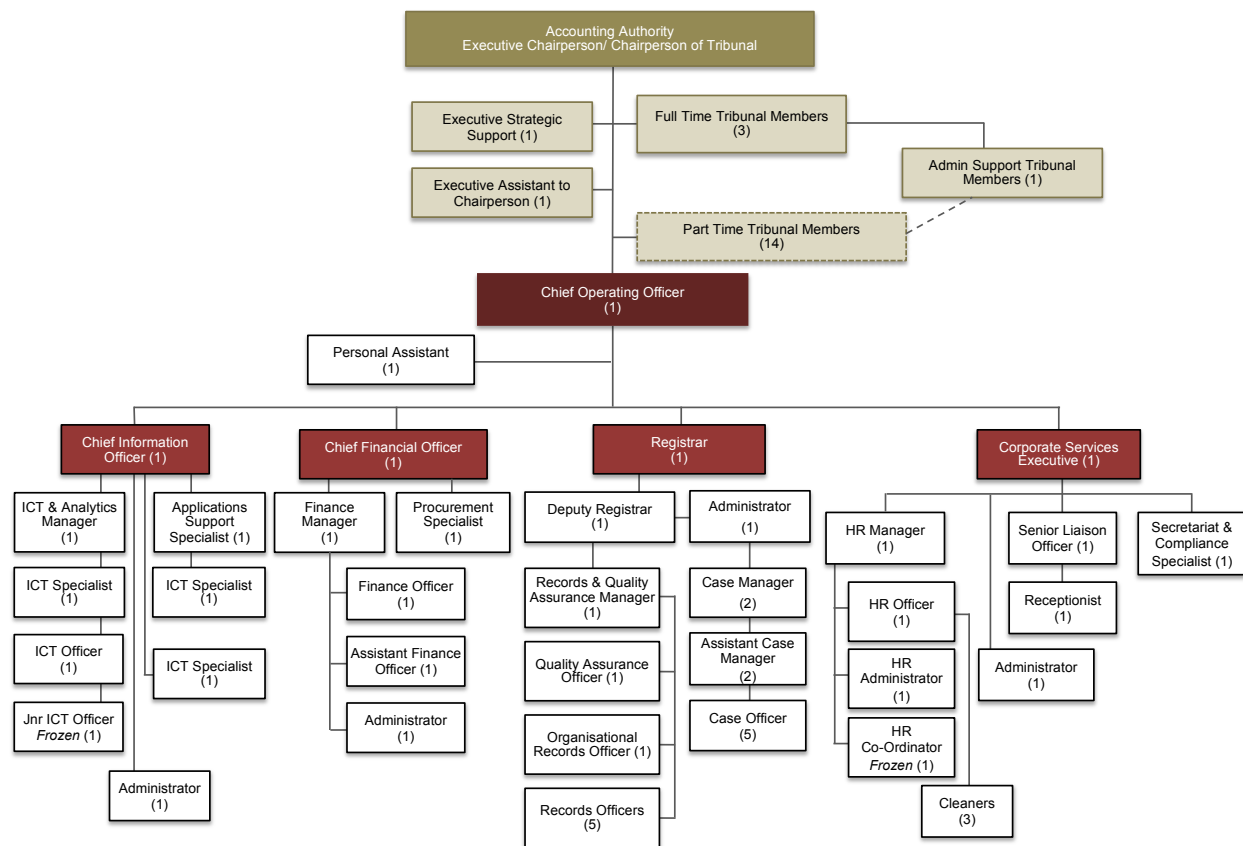 Accounting Authority
Executive Chairperson/ Chairperson of Tribunal
Executive Strategic
Support (1)
Full Time Tribunal Members
(3)
Admin Support Tribunal
Members (1)
Executive Assistant to
Chairperson (1)
Part Time Tribunal Members
(14)
Chief Operating Officer
(1)
Personal Assistant
(1)
Chief Information
Officer (1)
Chief Financial Officer
(1)
Registrar
(1)
Corporate Services
Executive (1)
ICT & Analytics
Manager
(1)
Applications
Support
Specialist (1)
ICT Specialist
(1)
ICT Specialist
(1)
ICT Officer
(1)
ICT Specialist
(1)
Jnr ICT Officer
Frozen (1)
Administrator
(1)
Finance
Manager
(1)
Procurement
Specialist
(1)
Finance Officer
(1)
Assistant Finance
Officer (1)
Administrator
(1)
Deputy Registrar
(1)
Administrator
(1)
Records & Quality
Assurance Manager
(1)
Case Manager
(2)
Quality Assurance
Officer (1)
Assistant Case
Manager
(2)
Organisational
Records Officer (1)
Case Officer
(5)
Records Officers
(5)
HR Manager
(1)
Senior Liaison
Officer (1)
Secretariat &
Compliance
Specialist (1)
HR Officer
(1)
Receptionist
(1)
HR
Administrator
(1)
Administrator
(1)
HR
Co-Ordinator
Frozen (1)
Cleaners
(3)